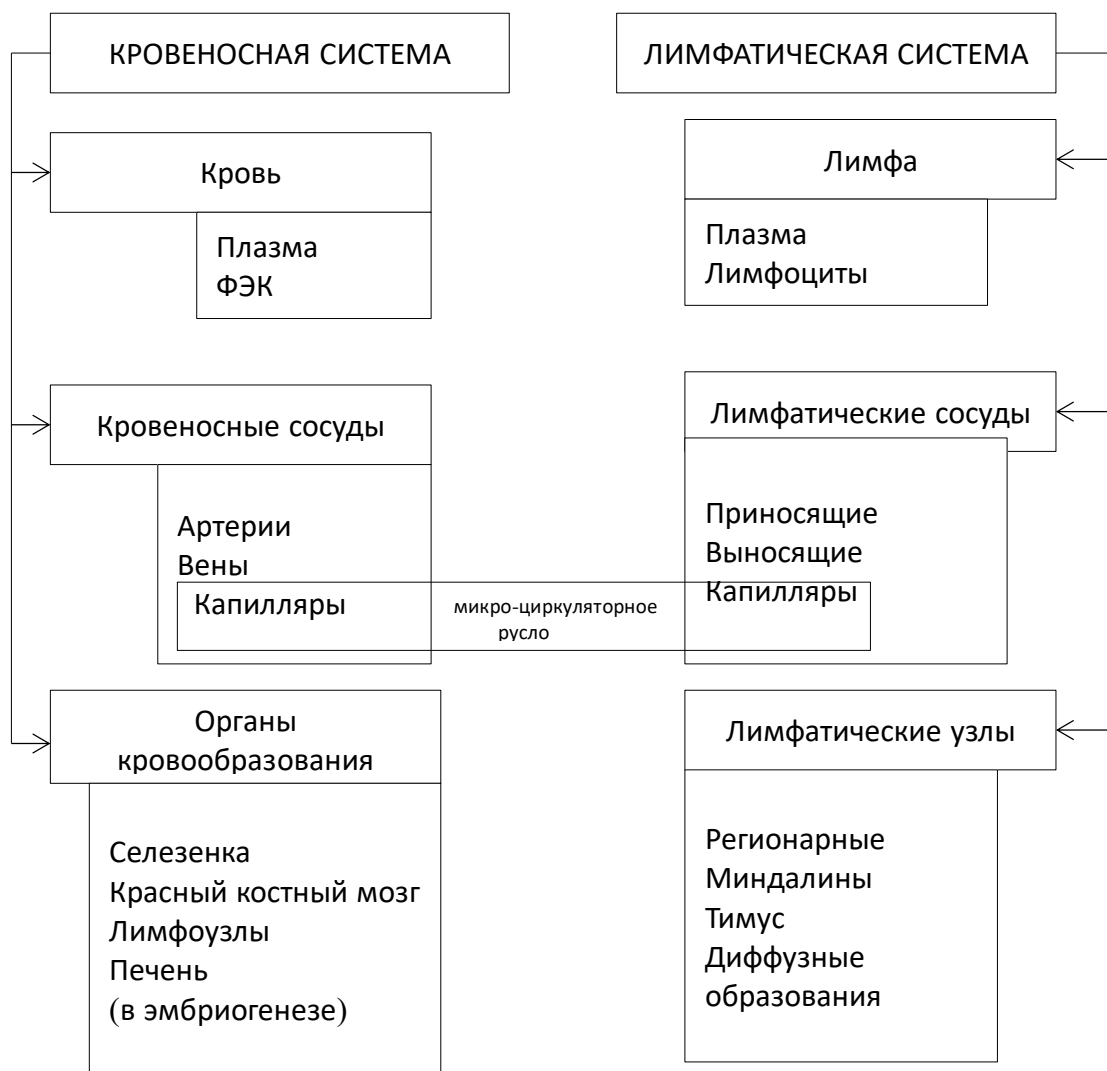 КРОВЕНОСНАЯ СИСТЕМА
ЛИМФАТИЧЕСКАЯ СИСТЕМА
Кровь
Плазма
ФЭК
Лимфа
Плазма
Лимфоциты
Кровеносные сосуды
Артерии
Вены
Капилляры
микро-циркуляторное
русло
Лимфатические сосуды
Приносящие
Выносящие
Капилляры
Органы
кровообразования
Селезенка
Красный костный мозг
Лимфоузлы
Печень
(в эмбриогенезе)
Лимфатические узлы
Регионарные
Миндалины
Тимус
Диффузные
образования